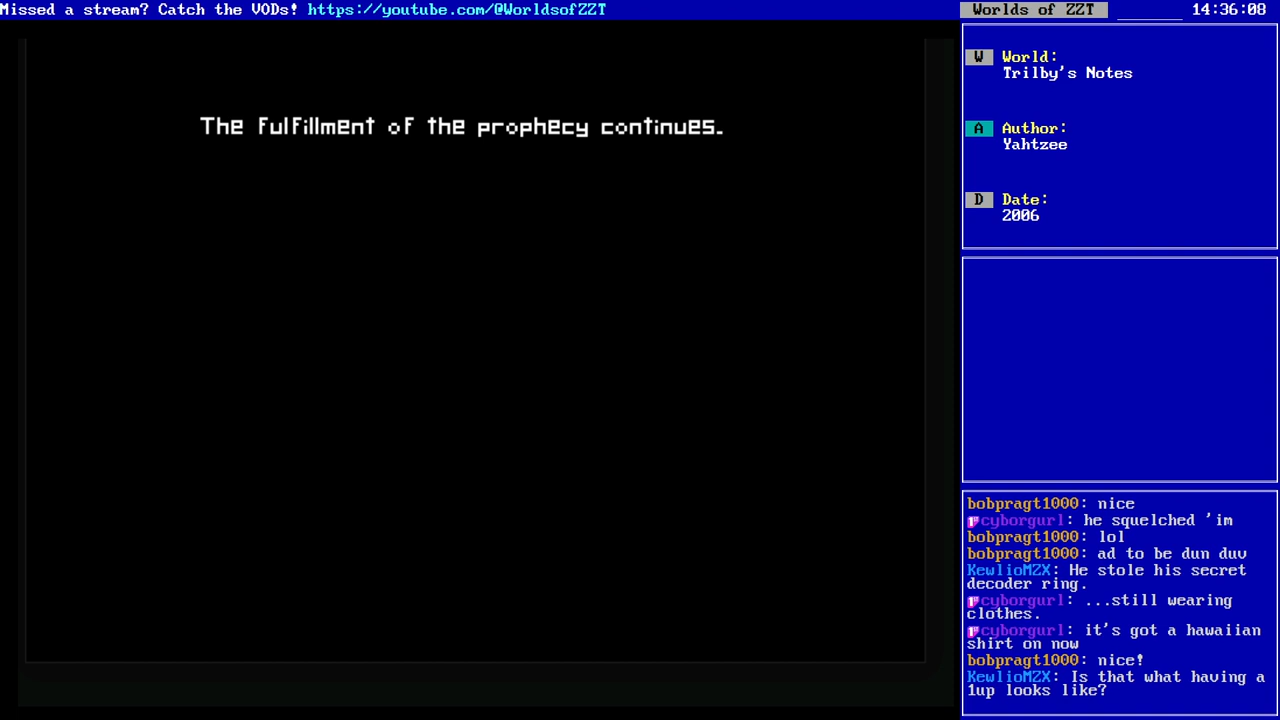 Missed a stream? Catch the VODs! https://youtube.com/@WorldsofZZT
Worlds of ZZT
14:36:08
The fulfillment of the prophecy continues.
W World:
Trilby's Notes
A Author:
Yahtzee
D Date:
2006
bobpragt1000: nice
cyborgurl: he squelched 'im
bobpragt1000: lol
bobpragt1000: ad to be dun duv
KewlioMZX: He stole his secret
decoder ring.
cyborgurl: ...still wearing
clothes.
cyborgurl: it's got a hawaiian
shirt on now
bobpragt1000: nice!
KewlioMZX: Is that what having a
1up looks like?